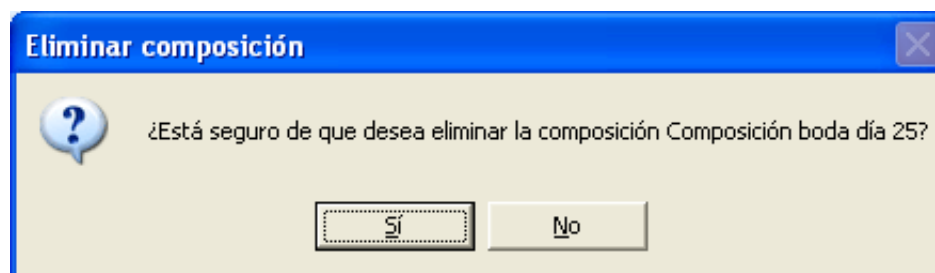 Eliminar composición
¿Está seguro de que desea eliminar la composición Composición boda día 25?
Sí
No